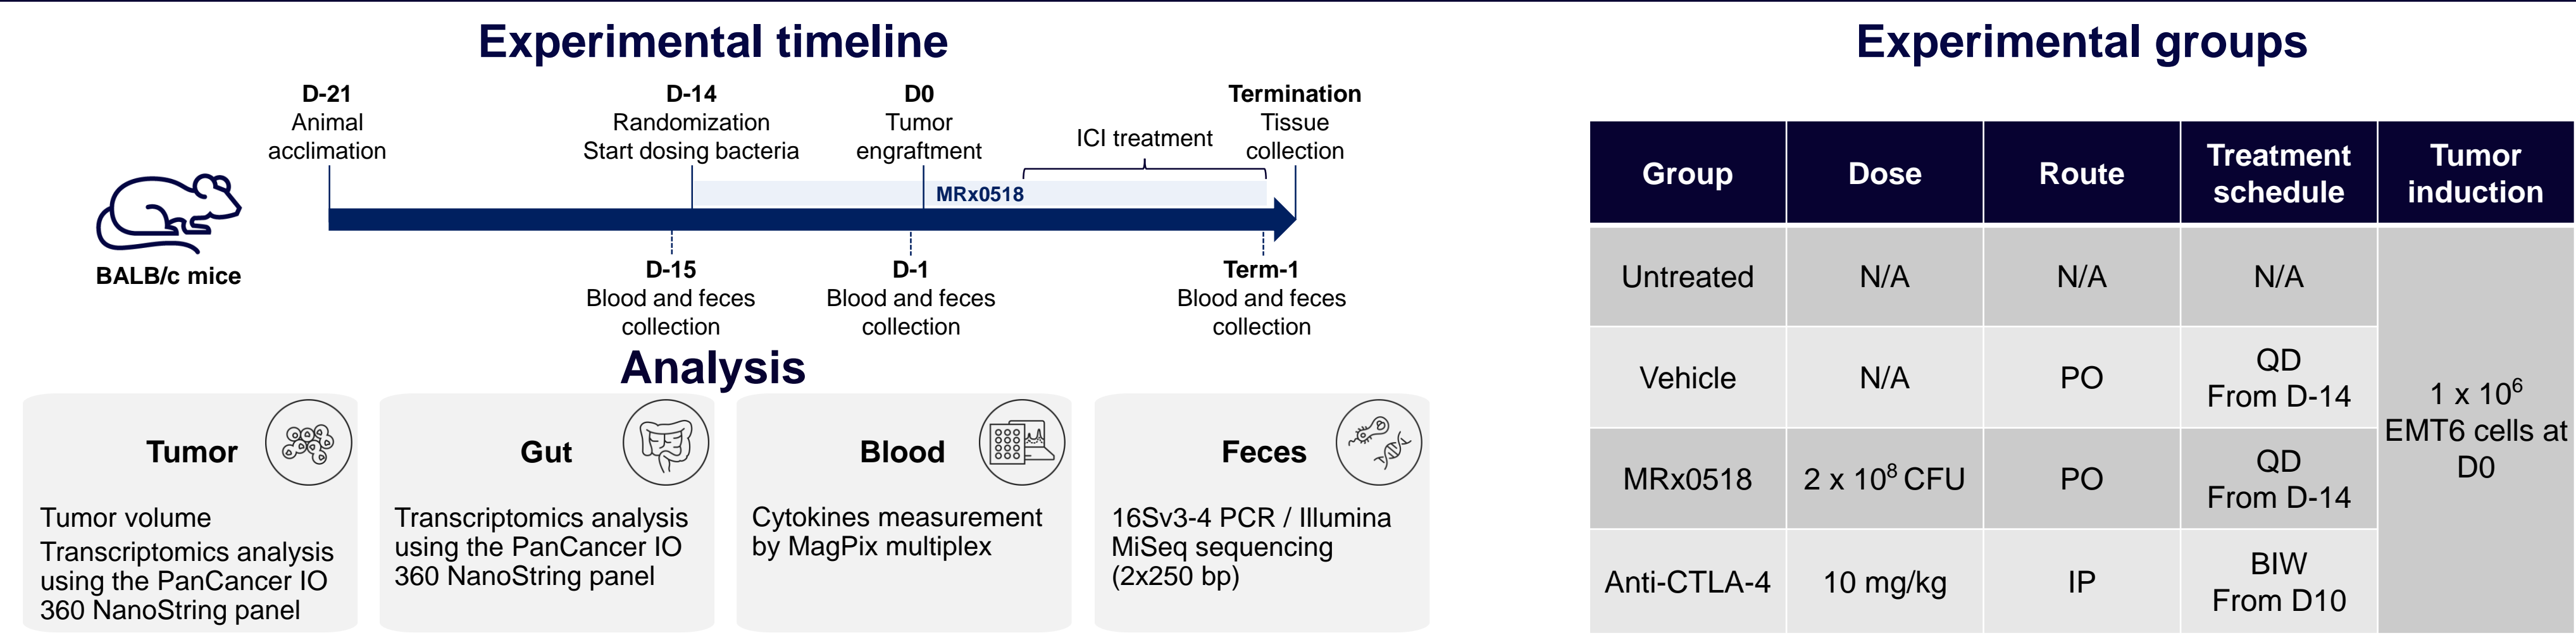 Experimental timeline
D-21
Animal
acclimation
D-14
Randomization
Start dosing bacteria
D0
Tumor
engraftment
ICI treatment
Termination
Tissue
collection
MRx0518
BALB/c mice
D-15
Blood and feces
collection
D-1
Blood and feces
collection
Term-1
Blood and feces
collection
Analysis
Tumor
Tumor volume
Transcriptomics analysis
using the PanCancer IO
360 NanoString panel
Gut
Transcriptomics analysis
using the PanCancer IO
360 NanoString panel
Blood
Cytokines measurement
by MagPix multiplex
Feces
16Sv3-4 PCR / Illumina
MiSeq sequencing
(2x250 bp)
Experimental groups
Group
Dose
Route
Treatment
schedule
Tumor
induction
Untreated
N/A
N/A
N/A
Vehicle
N/A
PO
QD
From D-14
MRx0518
2 x 10⁸ CFU
PO
QD
From D-14
Anti-CTLA-4
10 mg/kg
IP
BIW
From D10
1 x 10⁶
EMT6 cells at
D0